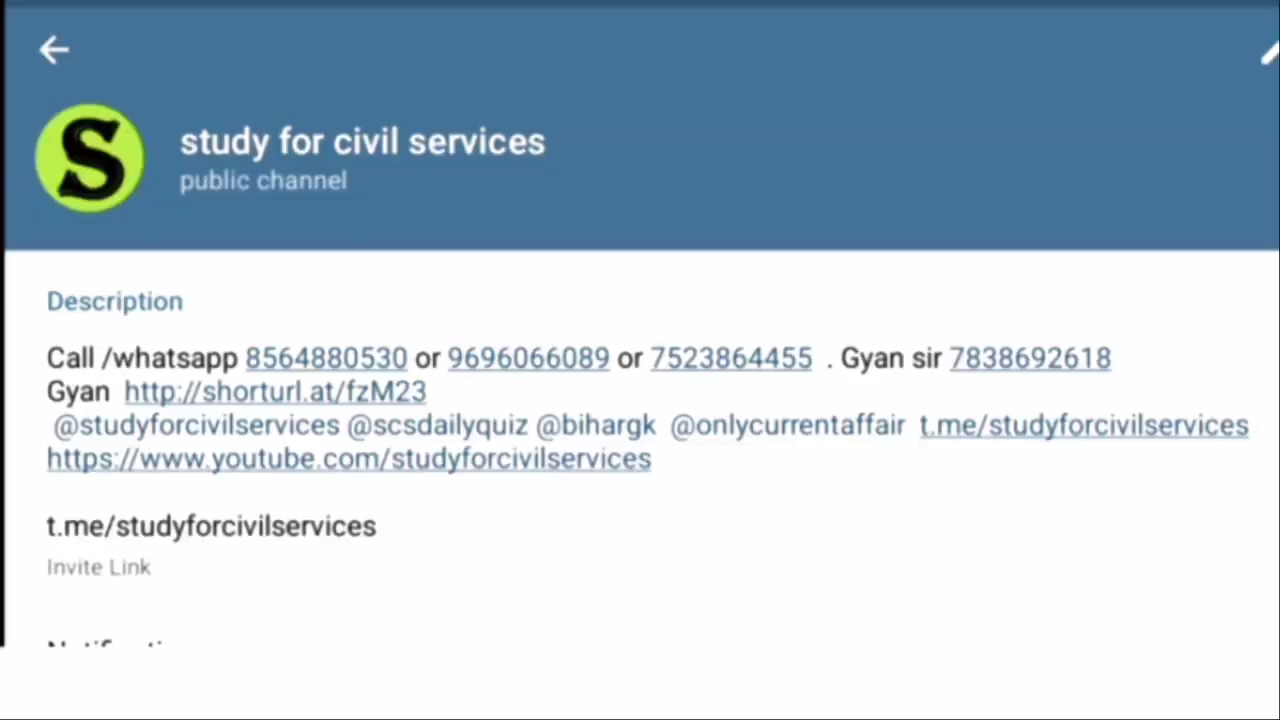 S
study for civil services
public channel
Description
Call /whatsapp 8564880530 or 9696066089 or 7523864455 . Gyan sir 7838692618
Gyan http://shorturl.at/fzM23
@studyforcivilservices @scsdailyquiz @bihargk @onlycurrentaffair t.me/studyforcivilservices
https://www.youtube.com/studyforcivilservices
t.me/studyforcivilservices
Invite Link